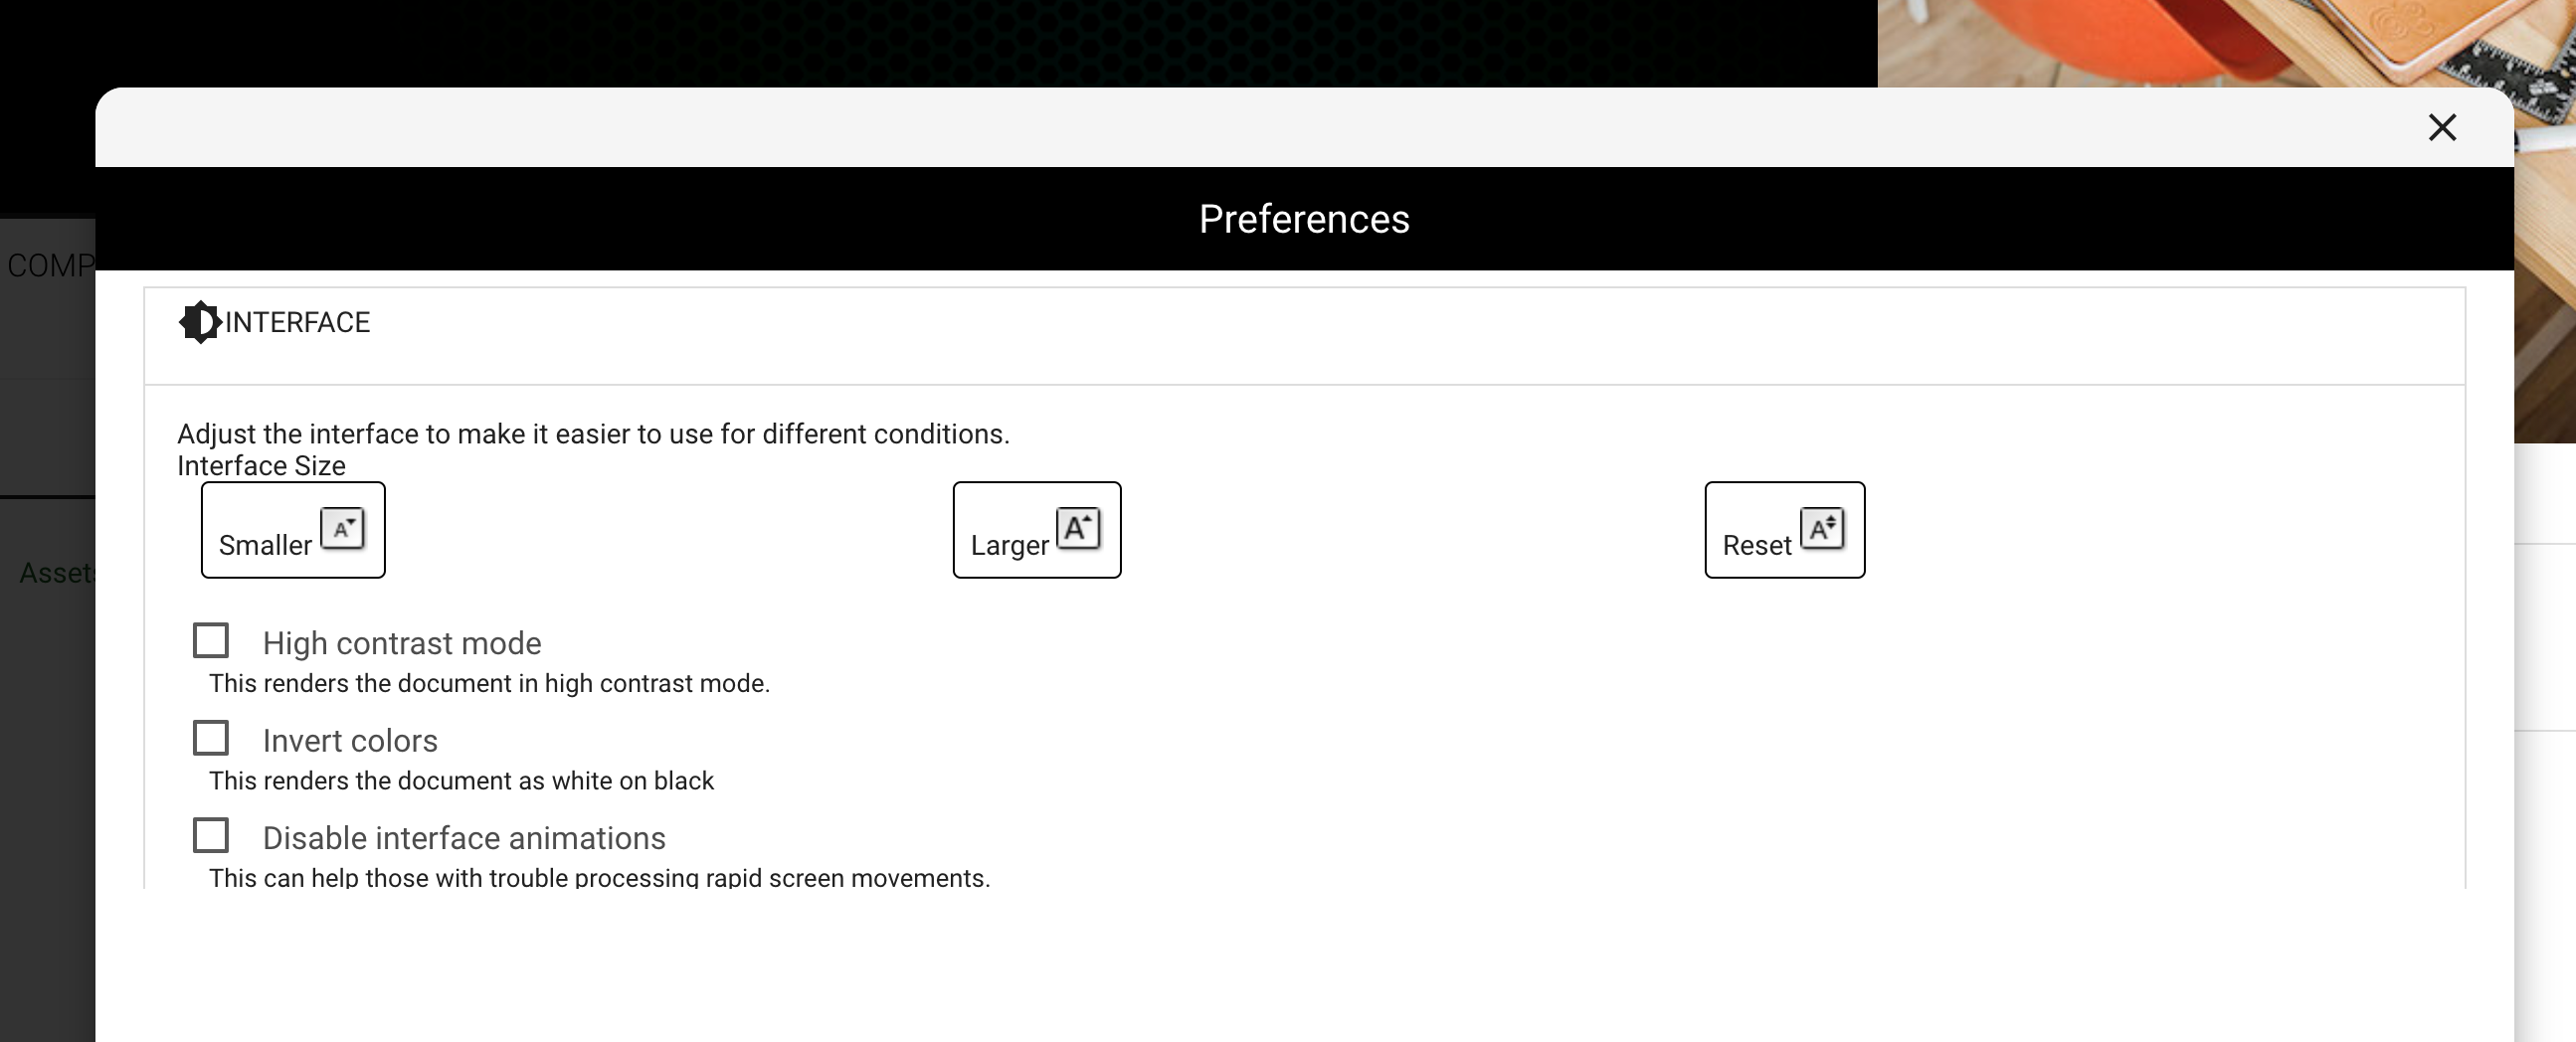 Preferences
COMP
INTERFACE
Adjust the interface to make it easier to use for different conditions.
Interface Size
Smaller A
Larger A
Reset A
Assets
High contrast mode
This renders the document in high contrast mode.
Invert colors
This renders the document as white on black
Disable interface animations
This can help those with trouble processing rapid screen movements.